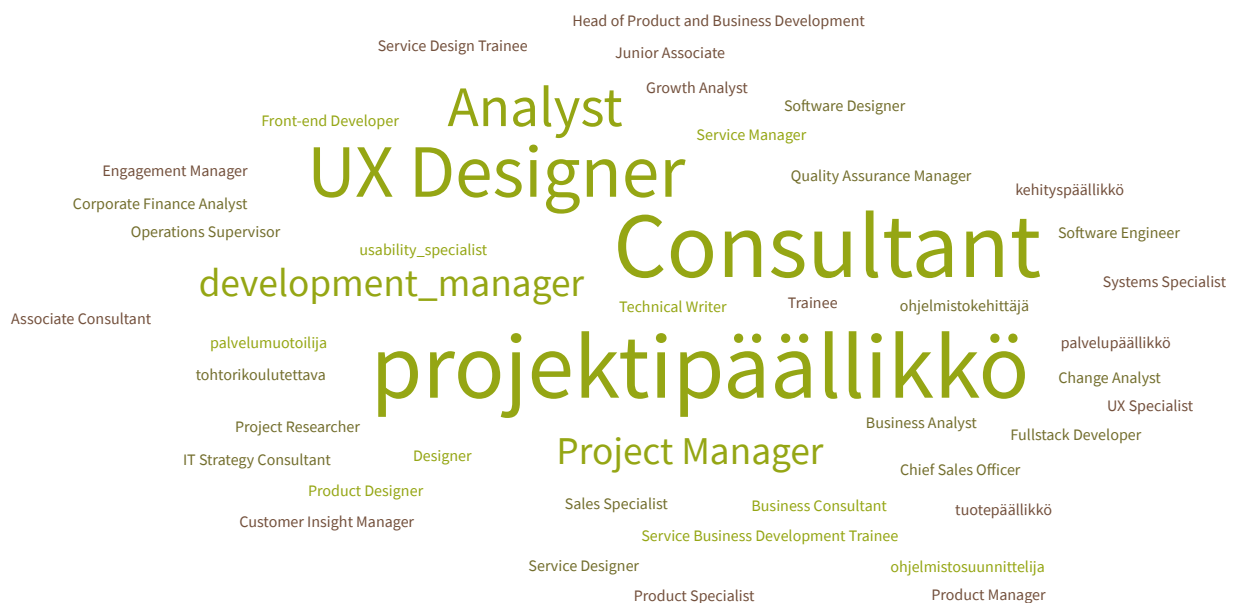 Head of Product and Business Development
Service Design Trainee
Junior Associate
Growth Analyst
Analyst
Software Designer
Front-end Developer
Service Manager
UX Designer
Engagement Manager
Quality Assurance Manager
kehityspäällikkö
Corporate Finance Analyst
Operations Supervisor
Consultant
Software Engineer
usability_specialist
development_manager
Systems Specialist
Technical Writer
Trainee
ohjelmistokehittäjä
Associate Consultant
palvelumuotoilija
palvelupäällikkö
projektipäällikkö
tohtorikoulutettava
Change Analyst
UX Specialist
Project Researcher
Business Analyst
Fullstack Developer
Project Manager
IT Strategy Consultant
Designer
Chief Sales Officer
Product Designer
Sales Specialist
Business Consultant
tuotepäällikkö
Customer Insight Manager
Service Business Development Trainee
Service Designer
ohjelmistosuunnittelija
Product Specialist
Product Manager